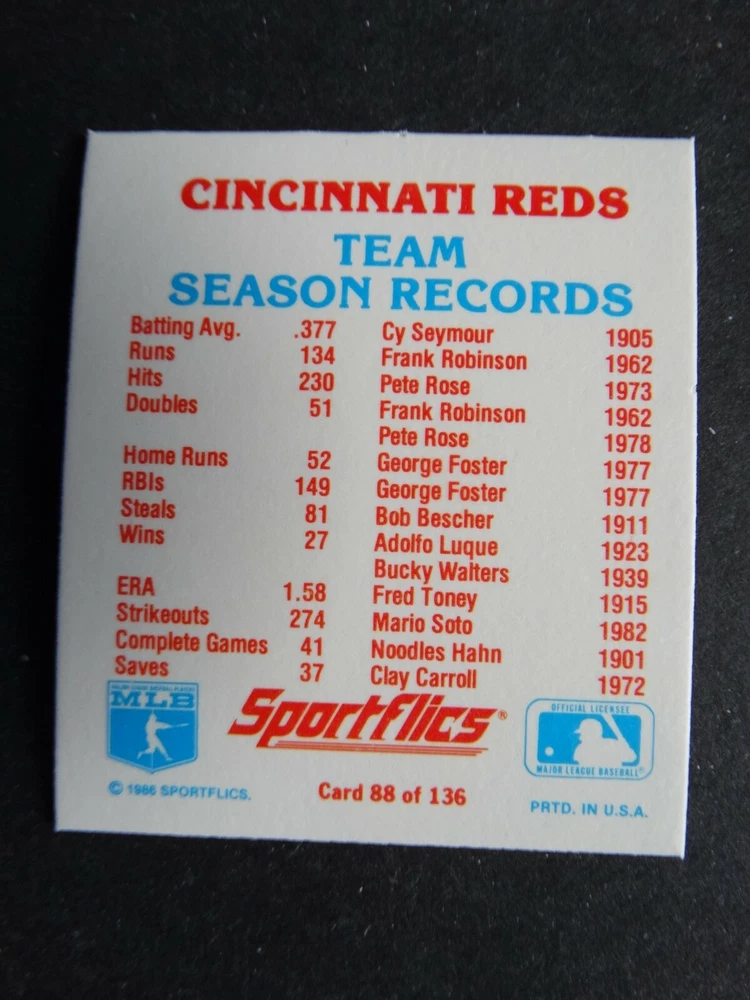 CINCINNATI REDS
TEAM
SEASON RECORDS
Batting Avg. .377 Cy Seymour 1905
Runs 134 Frank Robinson 1962
Hits 230 Pete Rose 1973
Doubles 51 Frank Robinson 1962
Pete Rose 1978
Home Runs 52 George Foster 1977
RBIs 149 George Foster 1977
Steals 81 Bob Bescher 1911
Wins 27 Adolfo Luque 1923
Bucky Walters 1939
ERA 1.58 Fred Toney 1915
Strikeouts 274 Mario Soto 1982
Complete Games 41 Noodles Hahn 1901
Saves 37 Clay Carroll 1972
MAJOR LEAGUE BASEBALL PLAYERS
MLB
Sportflics®
OFFICIAL LICENSEE
MAJOR LEAGUE BASEBALL®
© 1986 SPORTFLICS.
Card 88 of 136
PRTD. IN U.S.A.